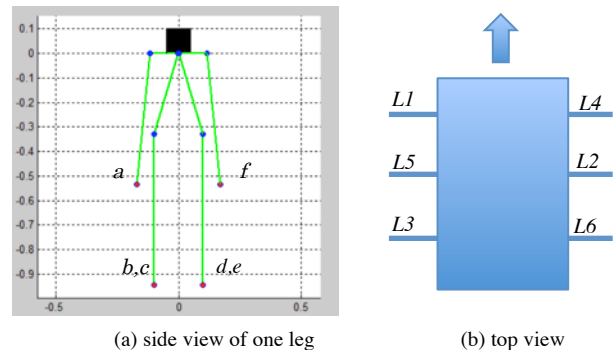 0.1
0
-0.1
-0.2
-0.3
-0.4
-0.5
-0.6
-0.7
-0.8
-0.9
a
f
b,c
d,e
-0.5
0
0.5
(a) side view of one leg
L1
L4
L5
L2
L3
L6
(b) top view